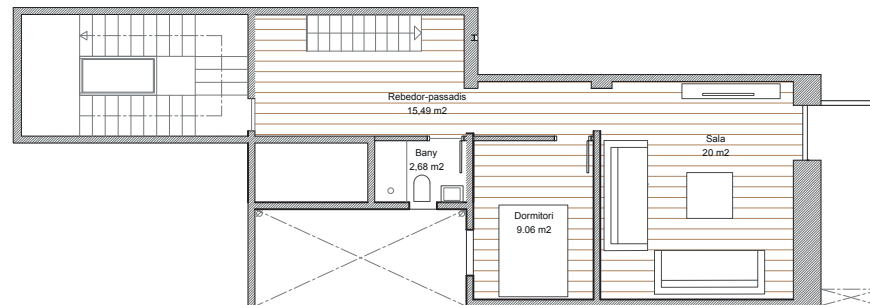 Rebedor-passadis
15,49 m2
Sala
20 m2
Bany
2,68 m2
Dormitori
9.06 m2